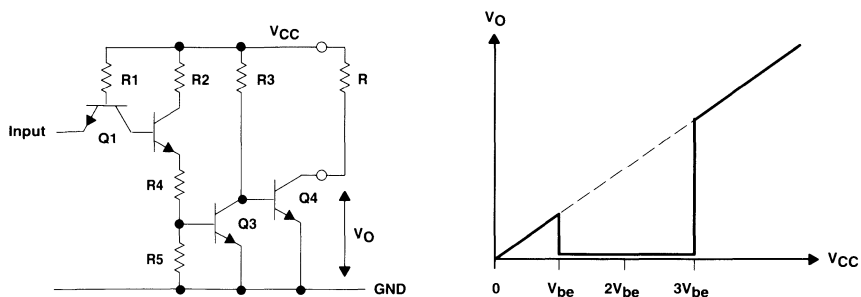 VCC
R1
R2
R3
R
Input
Q1
R4
Q3
Q4
R5
VO
GND
VO
0
Vbe
2Vbe
3Vbe
VCC